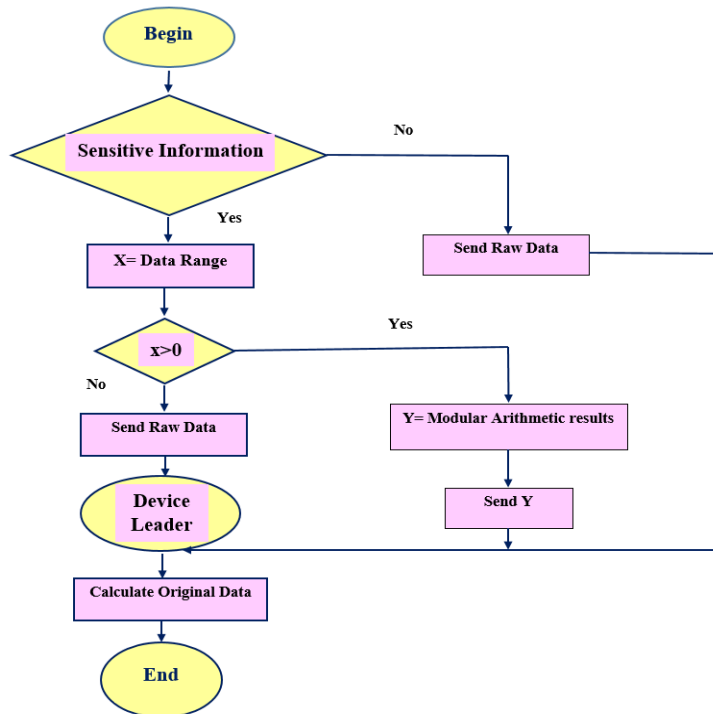 Begin
No
Sensitive Information
Yes
X= Data Range
Send Raw Data
Yes
x>0
No
Send Raw Data
Y= Modular Arithmetic results
Device
Leader
Send Y
Calculate Original Data
End